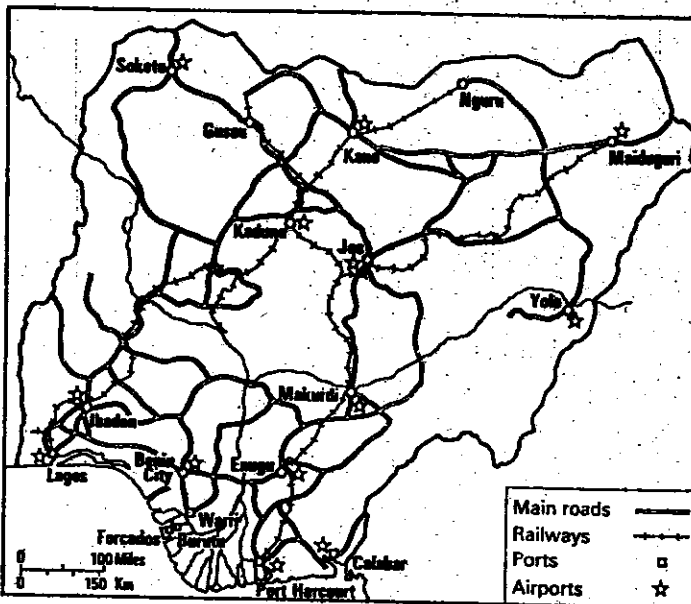 Sokoto
Nguru
Gusau
Kano
Maiduguri
Kaduna
Jos
Yola
Makurdi
Ibadan
Benin
City
Enugu
Lagos
Warri
Forcados
Burutu
Calabar
Port Harcourt
0 100 Miles
150 Km
Main roads
Railways
Ports
Airports